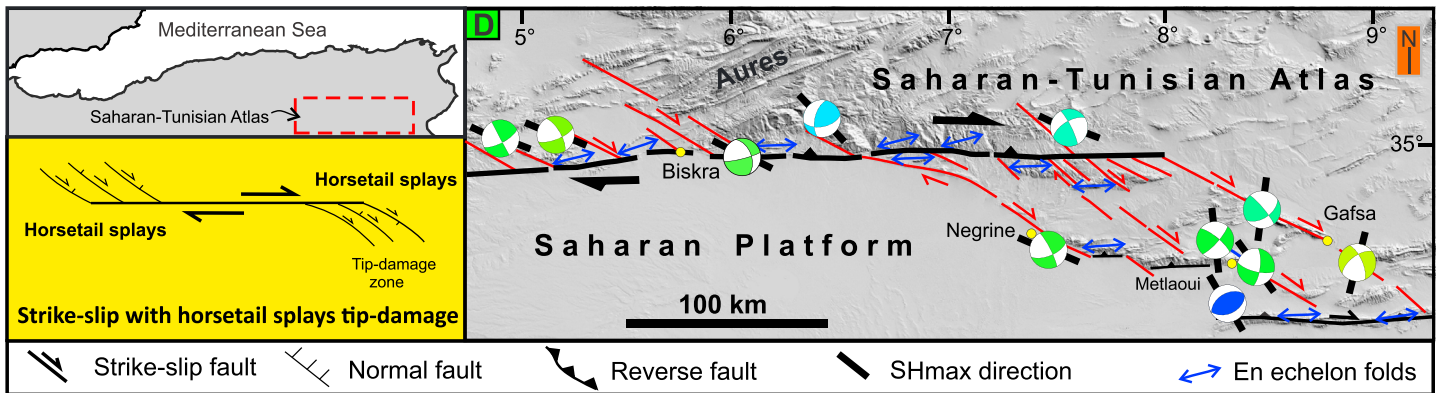 Mediterranean Sea
Saharan-Tunisian Atlas
Horsetail splays
Horsetail splays
Tip-damage
zone
Strike-slip with horsetail splays tip-damage
D
5°
6°
7°
8°
9°
N
Aures
Saharan-Tunisian Atlas
35
Biskra
Saharan Platform
Negrine
Gafsa
Metlaoui
100 km
Strike-slip fault
Normal fault
Reverse fault
SHmax direction
En echelon folds